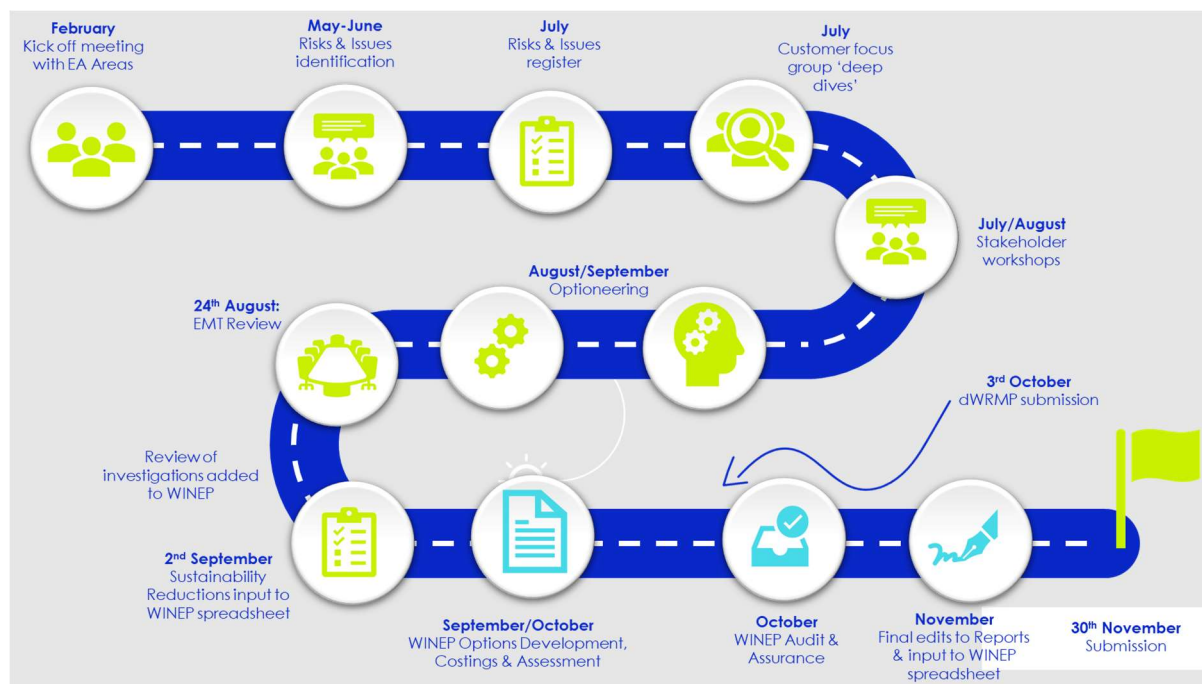 February
Kick off meeting
with EA Areas
May-June
Risks & Issues
identification
July
Risks & Issues
register
July
Customer focus
group ‘deep
dives’
July/August
Stakeholder
workshops
August/September
Optioneering
24th August:
EMT Review
3rd October
dWRMP submission
Review of
investigations added
to WINEP
2nd September
Sustainability
Reductions input to
WINEP spreadsheet
September/October
WINEP Options Development,
Costings & Assessment
October
WINEP Audit &
Assurance
November
Final edits to Reports
& input to WINEP
spreadsheet
30th November
Submission